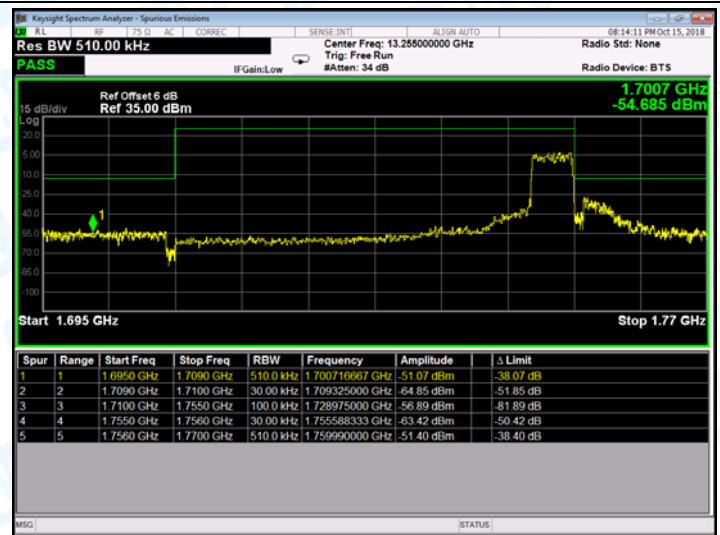 Keysight Spectrum Analyzer - Spurious Emissions
RL RF 75 Ω AC CORREC SENSE:INT ALIGN AUTO 08:14:11 PM Oct 15, 2018
Res BW 510.00 kHz Center Freq: 13.255000000 GHz Radio Std: None
Trig: Free Run
PASS IFGain:Low #Atten: 34 dB Radio Device: BTS
1.7007 GHz
Ref Offset 6 dB
15 dB/div Ref 35.00 dBm -54.685 dBm
Log
20.0
5.00
-10.0
-25.0
-40.0
1
-55.0
-70.0
-85.0
-100
Start 1.695 GHz Stop 1.77 GHz
Spur Range Start Freq Stop Freq RBW Frequency Amplitude Δ Limit
1 1 1.6950 GHz 1.7090 GHz 510.0 kHz 1.700716667 GHz -51.07 dBm -38.07 dB
2 2 1.7090 GHz 1.7100 GHz 30.00 kHz 1.709325000 GHz -64.85 dBm -51.85 dB
3 3 1.7100 GHz 1.7550 GHz 100.0 kHz 1.728975000 GHz -56.89 dBm -81.89 dB
4 4 1.7550 GHz 1.7560 GHz 30.00 kHz 1.755588333 GHz -63.42 dBm -50.42 dB
5 5 1.7560 GHz 1.7700 GHz 510.0 kHz 1.759990000 GHz -51.40 dBm -38.40 dB
MSG STATUS